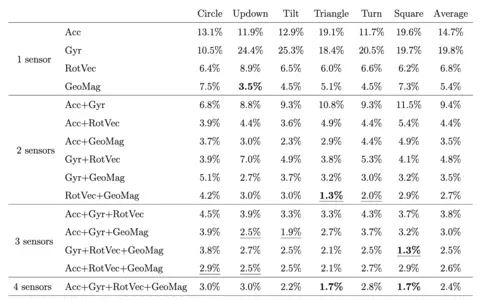 Circle Updown Tilt Triangle Turn Square Average
1 sensor
Acc 13.1% 11.9% 12.9% 19.1% 11.7% 19.6% 14.7%
Gyr 10.5% 24.4% 25.3% 18.4% 20.5% 19.7% 19.8%
RotVec 6.4% 8.9% 6.5% 6.0% 6.6% 6.2% 6.8%
GeoMag 7.5% 3.5% 4.5% 5.1% 4.5% 7.3% 5.4%
2 sensors
Acc+Gyr 6.8% 8.8% 9.3% 10.8% 9.3% 11.5% 9.4%
Acc+RotVec 3.9% 4.4% 3.6% 4.9% 4.4% 5.4% 4.4%
Acc+GeoMag 3.7% 3.0% 2.3% 2.9% 4.4% 4.9% 3.5%
Gyr+RotVec 3.9% 7.0% 4.9% 3.8% 5.3% 4.1% 4.8%
Gyr+GeoMag 5.1% 2.7% 3.7% 3.2% 3.0% 3.2% 3.5%
RotVec+GeoMag 4.2% 3.0% 3.0% 1.3% 2.0% 2.9% 2.7%
3 sensors
Acc+Gyr+RotVec 4.5% 3.9% 3.3% 3.3% 4.3% 3.7% 3.8%
Acc+Gyr+GeoMag 3.9% 2.5% 1.9% 2.7% 3.7% 3.2% 3.0%
Gyr+RotVec+GeoMag 3.8% 2.7% 2.5% 2.1% 2.5% 1.3% 2.5%
Acc+RotVec+GeoMag 2.9% 2.5% 2.5% 2.1% 2.7% 2.9% 2.6%
4 sensors Acc+Gyr+RotVec+GeoMag 3.0% 3.0% 2.2% 1.7% 2.8% 1.7% 2.4%